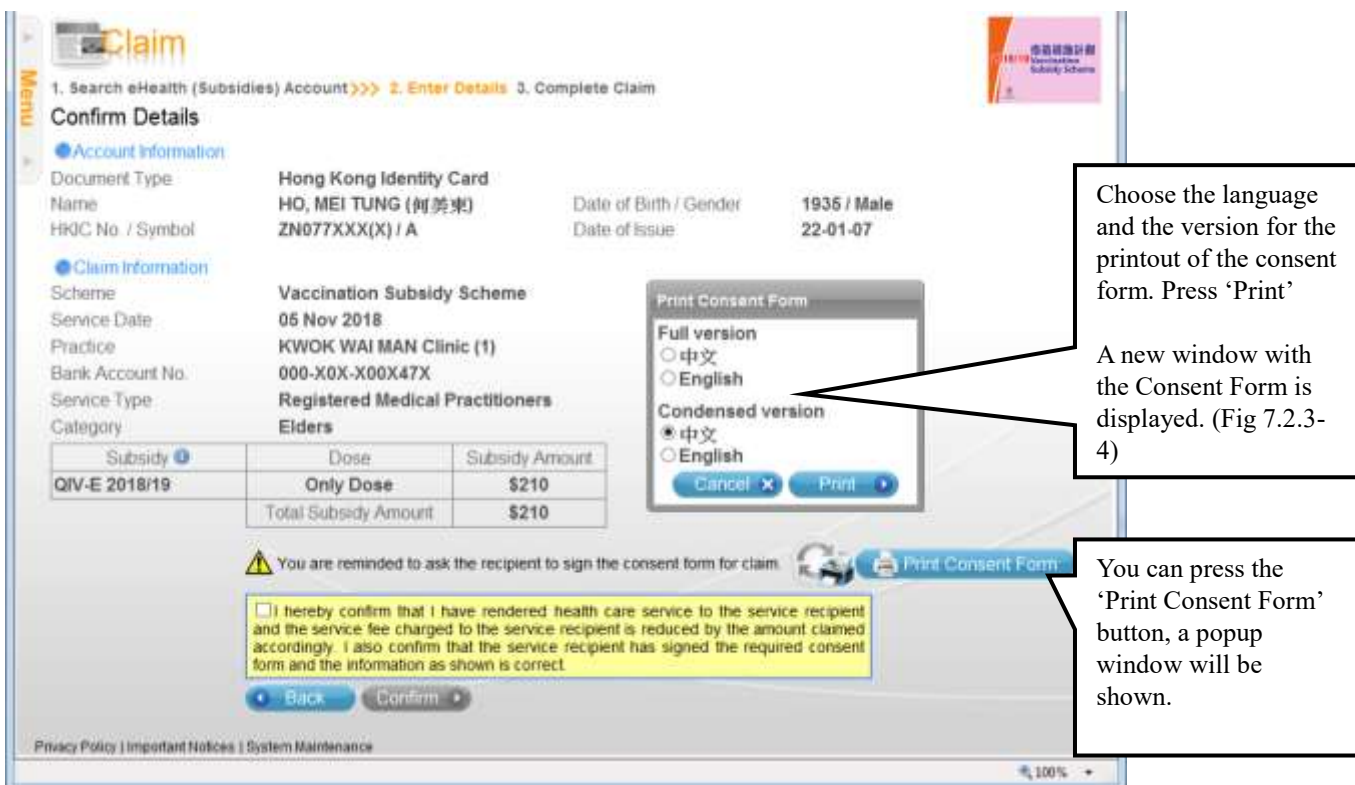 Claim
Menu
1. Search eHealth (Subsidies) Account >>> 2. Enter Details 3. Complete Claim
Confirm Details
Account Information
Document Type Hong Kong Identity Card
Name HO, MEI TUNG (何美東) Date of Birth / Gender 1935 / Male
HKIC No. / Symbol ZN077XXX(X) / A Date of Issue 22-01-07
Claim Information
Scheme Vaccination Subsidy Scheme
Service Date 05 Nov 2018
Practice KWOK WAI MAN Clinic (1)
Bank Account No. 000-X0X-X00X47X
Service Type Registered Medical Practitioners
Category Elders
Subsidy Dose Subsidy Amount
QIV-E 2018/19 Only Dose $210
Total Subsidy Amount $210
Print Consent Form
Full version
中文
English
Condensed version
中文
English
Cancel Print
You are reminded to ask the recipient to sign the consent form for claim.
Print Consent Form
I hereby confirm that I have rendered health care service to the service recipient
and the service fee charged to the service recipient is reduced by the amount claimed
accordingly. I also confirm that the service recipient has signed the required consent
form and the information as shown is correct.
Back Confirm
Privacy Policy | Important Notices | System Maintenance
100%
Vaccination
Subsidy Scheme
Choose the language
and the version for the
printout of the consent
form. Press ‘Print’
A new window with
the Consent Form is
displayed. (Fig 7.2.3-
4)
You can press the
‘Print Consent Form’
button, a popup
window will be
shown.